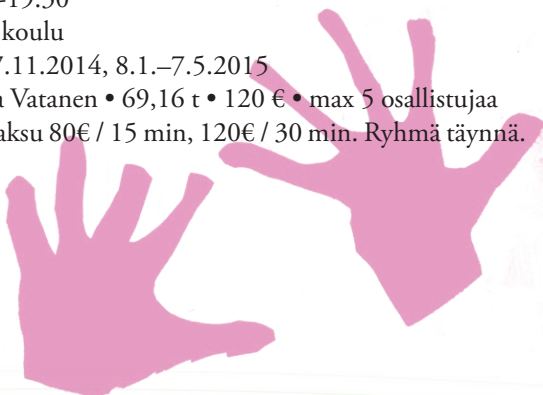 –19.30
koulu
7.11.2014, 8.1.–7.5.2015
Vatanen • 69,16 t • 120 € • max 5 osallistujaa
aksu 80€ / 15 min, 120€ / 30 min. Ryhmä täynnä.